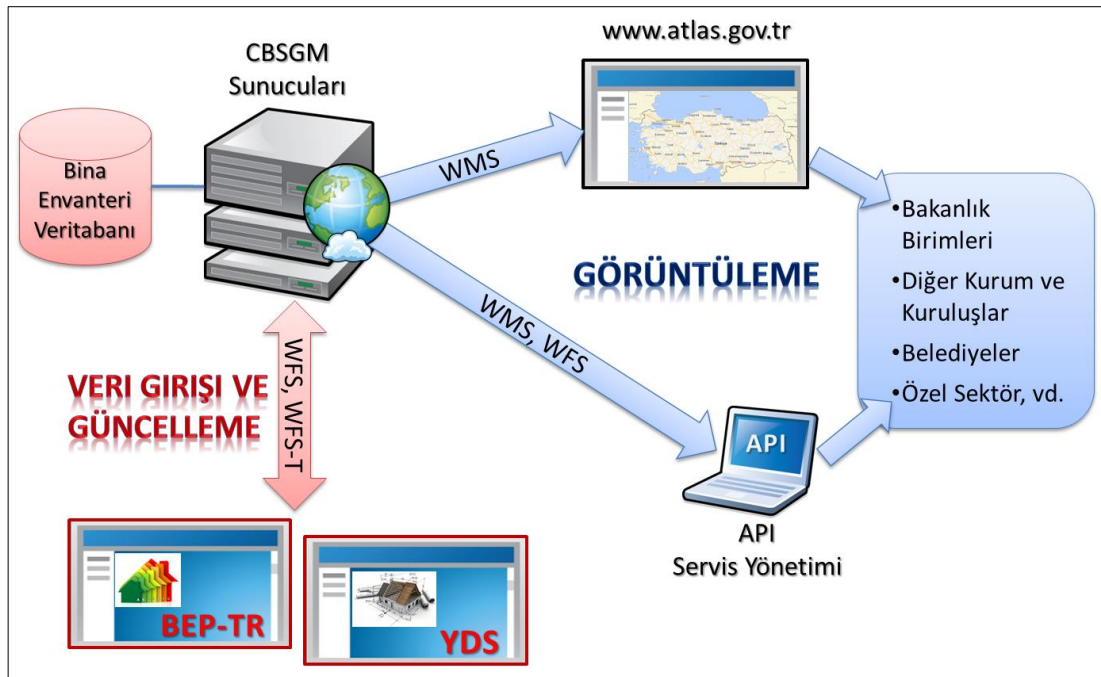 CBSGM
Sunucuları
www.atlas.gov.tr
Bina
Envanteri
Veritabanı
WMS
•Bakanlık
Birimleri
•Diğer Kurum ve
Kuruluşlar
•Belediyeler
•Özel Sektör, vd.
GÖRÜNTÜLEME
WMS, WFS
VERI GIRIŞI VE
GÜNCELLEME
WFS, WFS-T
API
API
Servis Yönetimi
BEP-TR
YDS